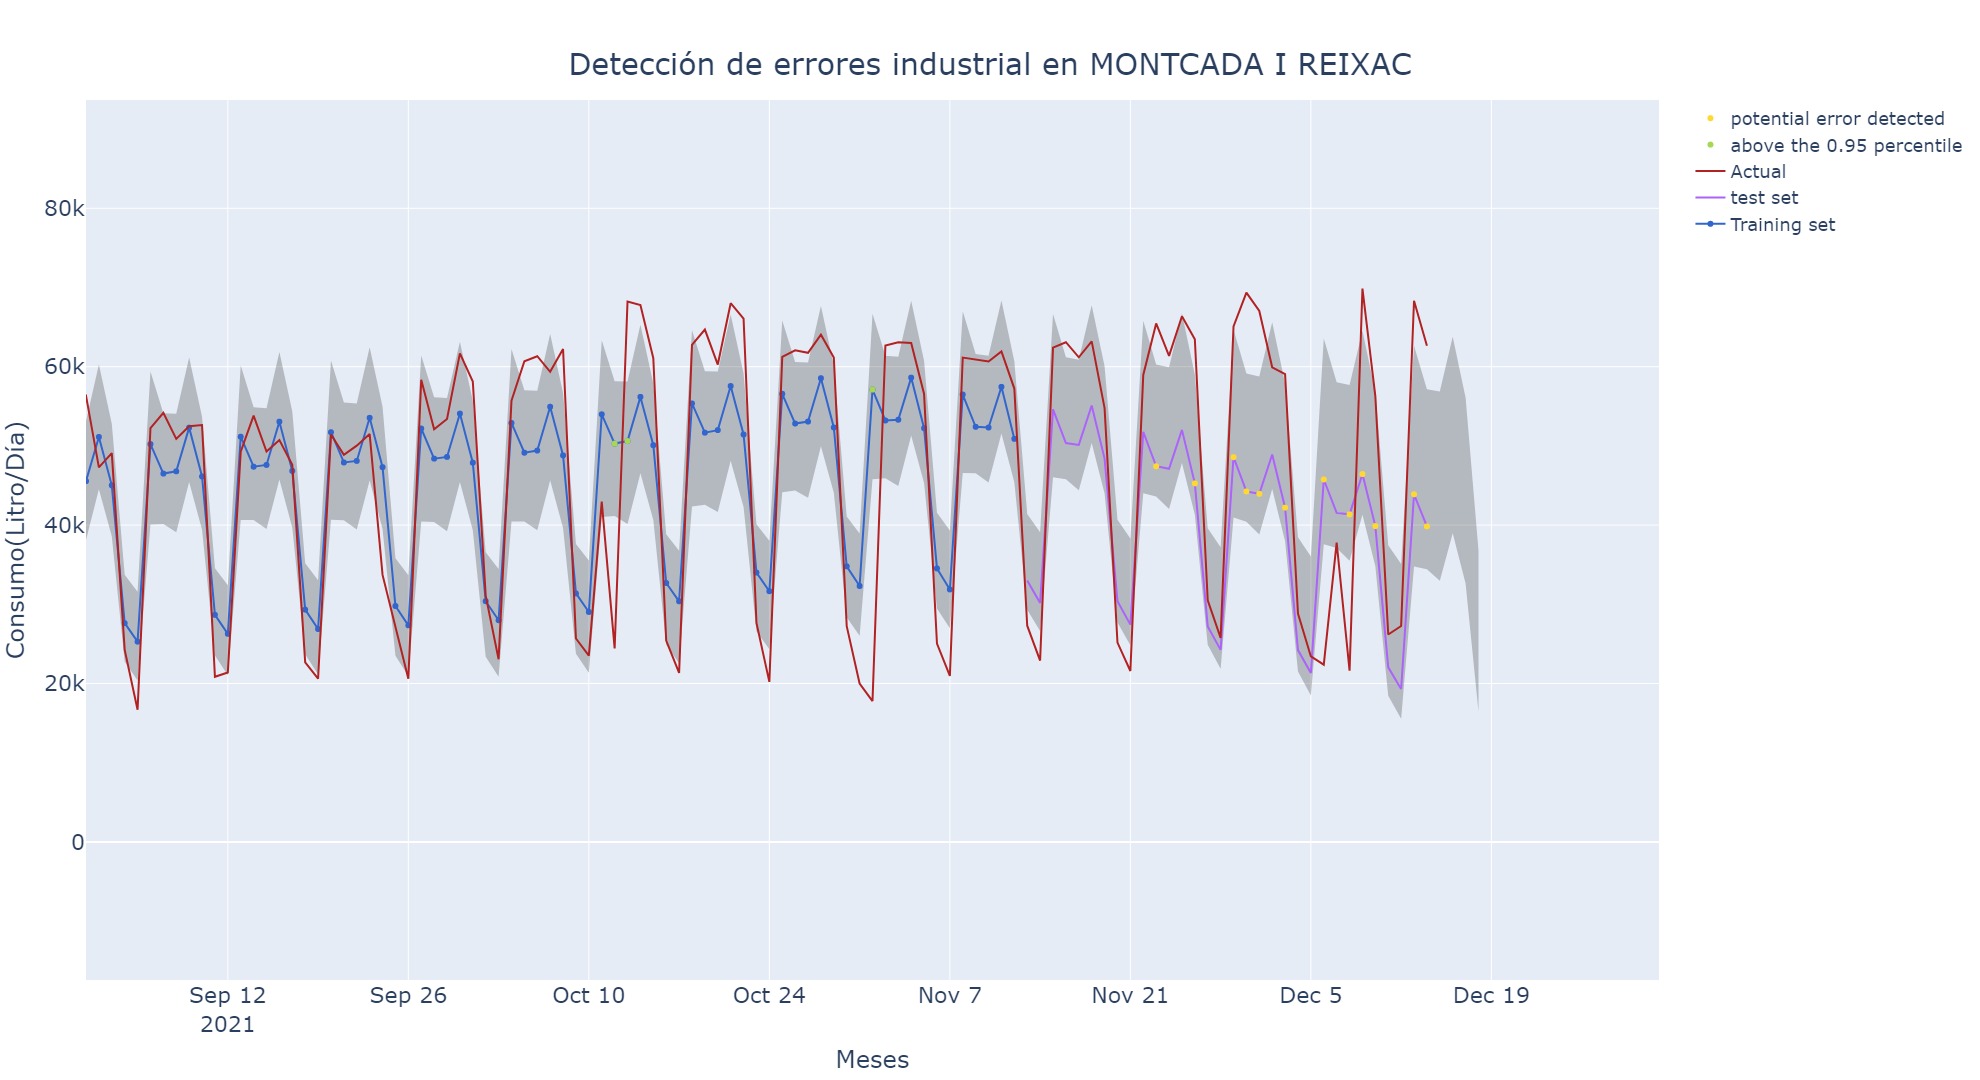 Detección de errores industrial en MONTCADA I REIXAC
potential error detected
above the 0.95 percentile
Actual
test set
Training set
Consumo(Litro/Día)
80k
60k
40k
20k
0
Sep 12
2021
Sep 26
Oct 10
Oct 24
Nov 7
Nov 21
Dec 5
Dec 19
Meses